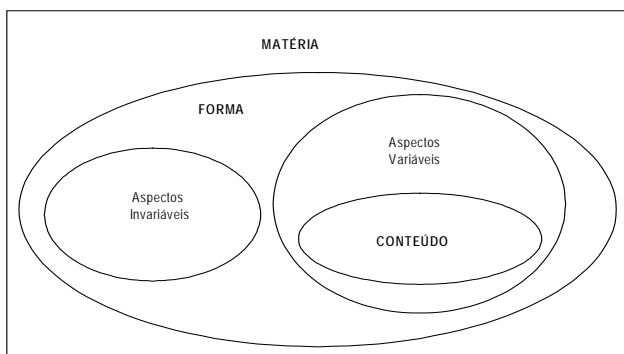 MATÉRIA
FORMA
Aspectos
Variáveis
Aspectos
Invariáveis
CONTEÚDO